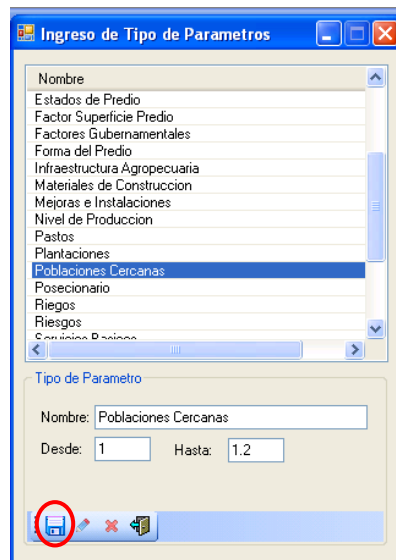 Ingreso de Tipo de Parametros
Nombre
Estados de Predio
Factor Superficie Predio
Factores Gubernamentales
Forma del Predio
Infraestructura Agropecuaria
Materiales de Construccion
Mejoras e Instalaciones
Nivel de Produccion
Pastos
Plantaciones
Poblaciones Cercanas
Posecionario
Riegos
Riesgos
Servicios Basicos
Tipo de Parametro
Nombre: Poblaciones Cercanas
Desde: 1 Hasta: 1.2